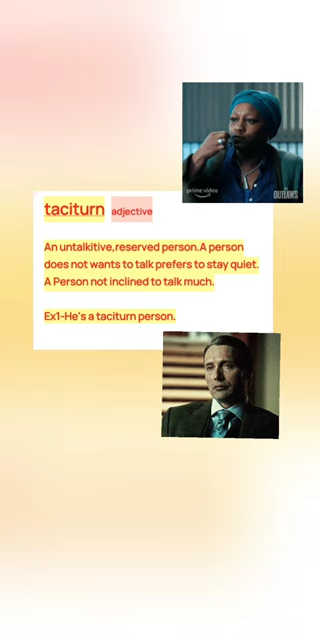 prime video
THE OUTLAWS
taciturn adjective
An untalkitive,reserved person.A person
does not wants to talk prefers to stay quiet.
A Person not inclined to talk much.
Ex1-He's a taciturn person.